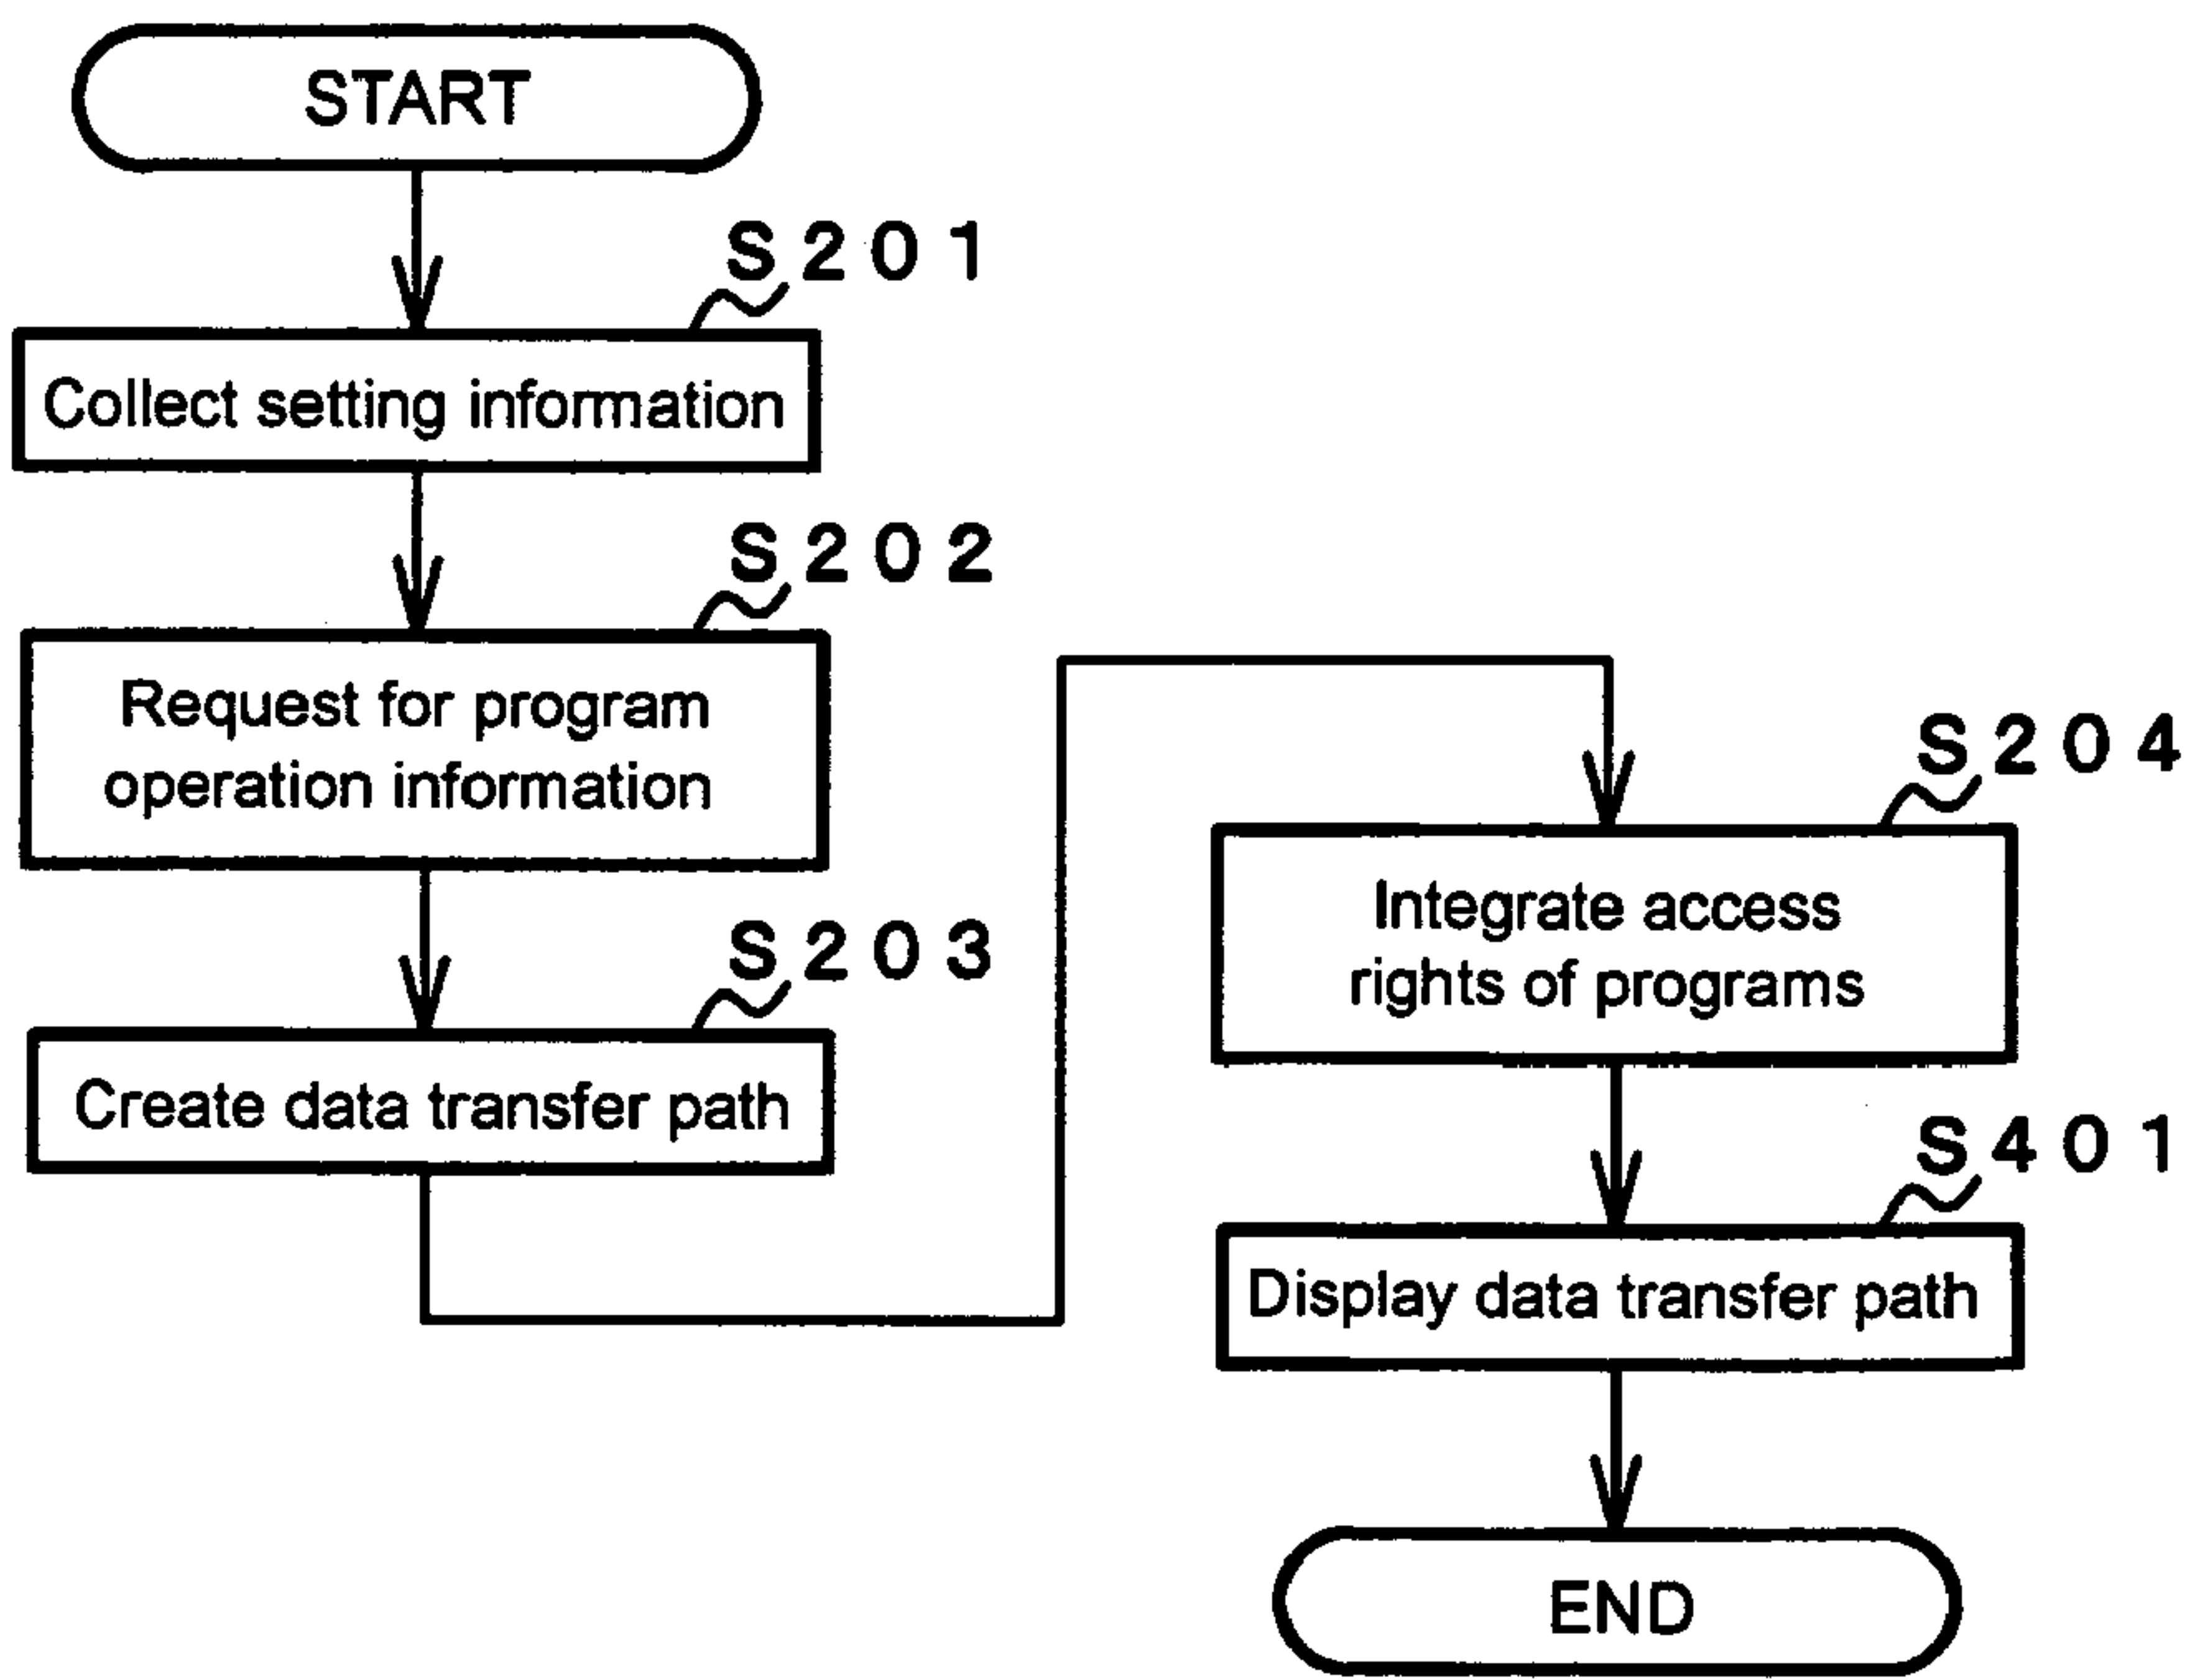 START
S201
Collect setting information
S202
Request for program
operation information
S203
Create data transfer path
S204
Integrate access
rights of programs
S401
Display data transfer path
END